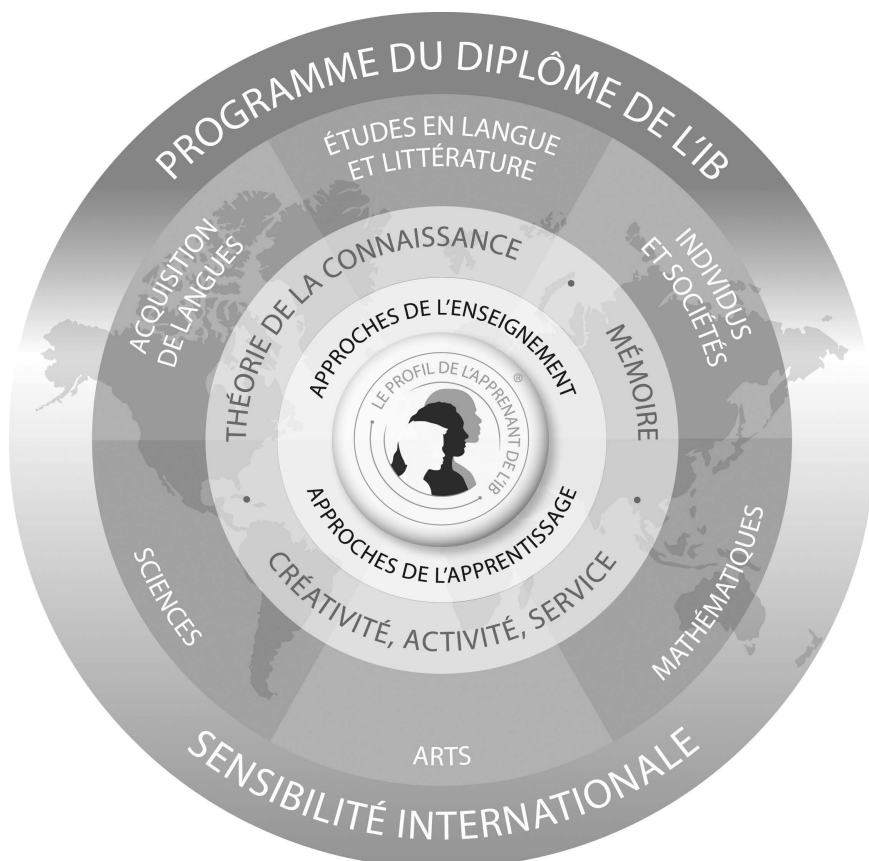 PROGRAMME DU DIPLÔME DE L'IB
ÉTUDES EN LANGUE
ET LITTÉRATURE
ACQUISITION
DE LANGUES
INDIVIDUS
ET SOCIÉTÉS
THÉORIE DE LA CONNAISSANCE
MÉMOIRE
APPROCHES DE L'ENSEIGNEMENT
LE PROFIL DE L'APPRENANT DE L'IB
®
APPROCHES DE L'APPRENTISSAGE
CRÉATIVITÉ, ACTIVITÉ, SERVICE
SCIENCES
MATHÉMATIQUES
ARTS
SENSIBILITÉ INTERNATIONALE